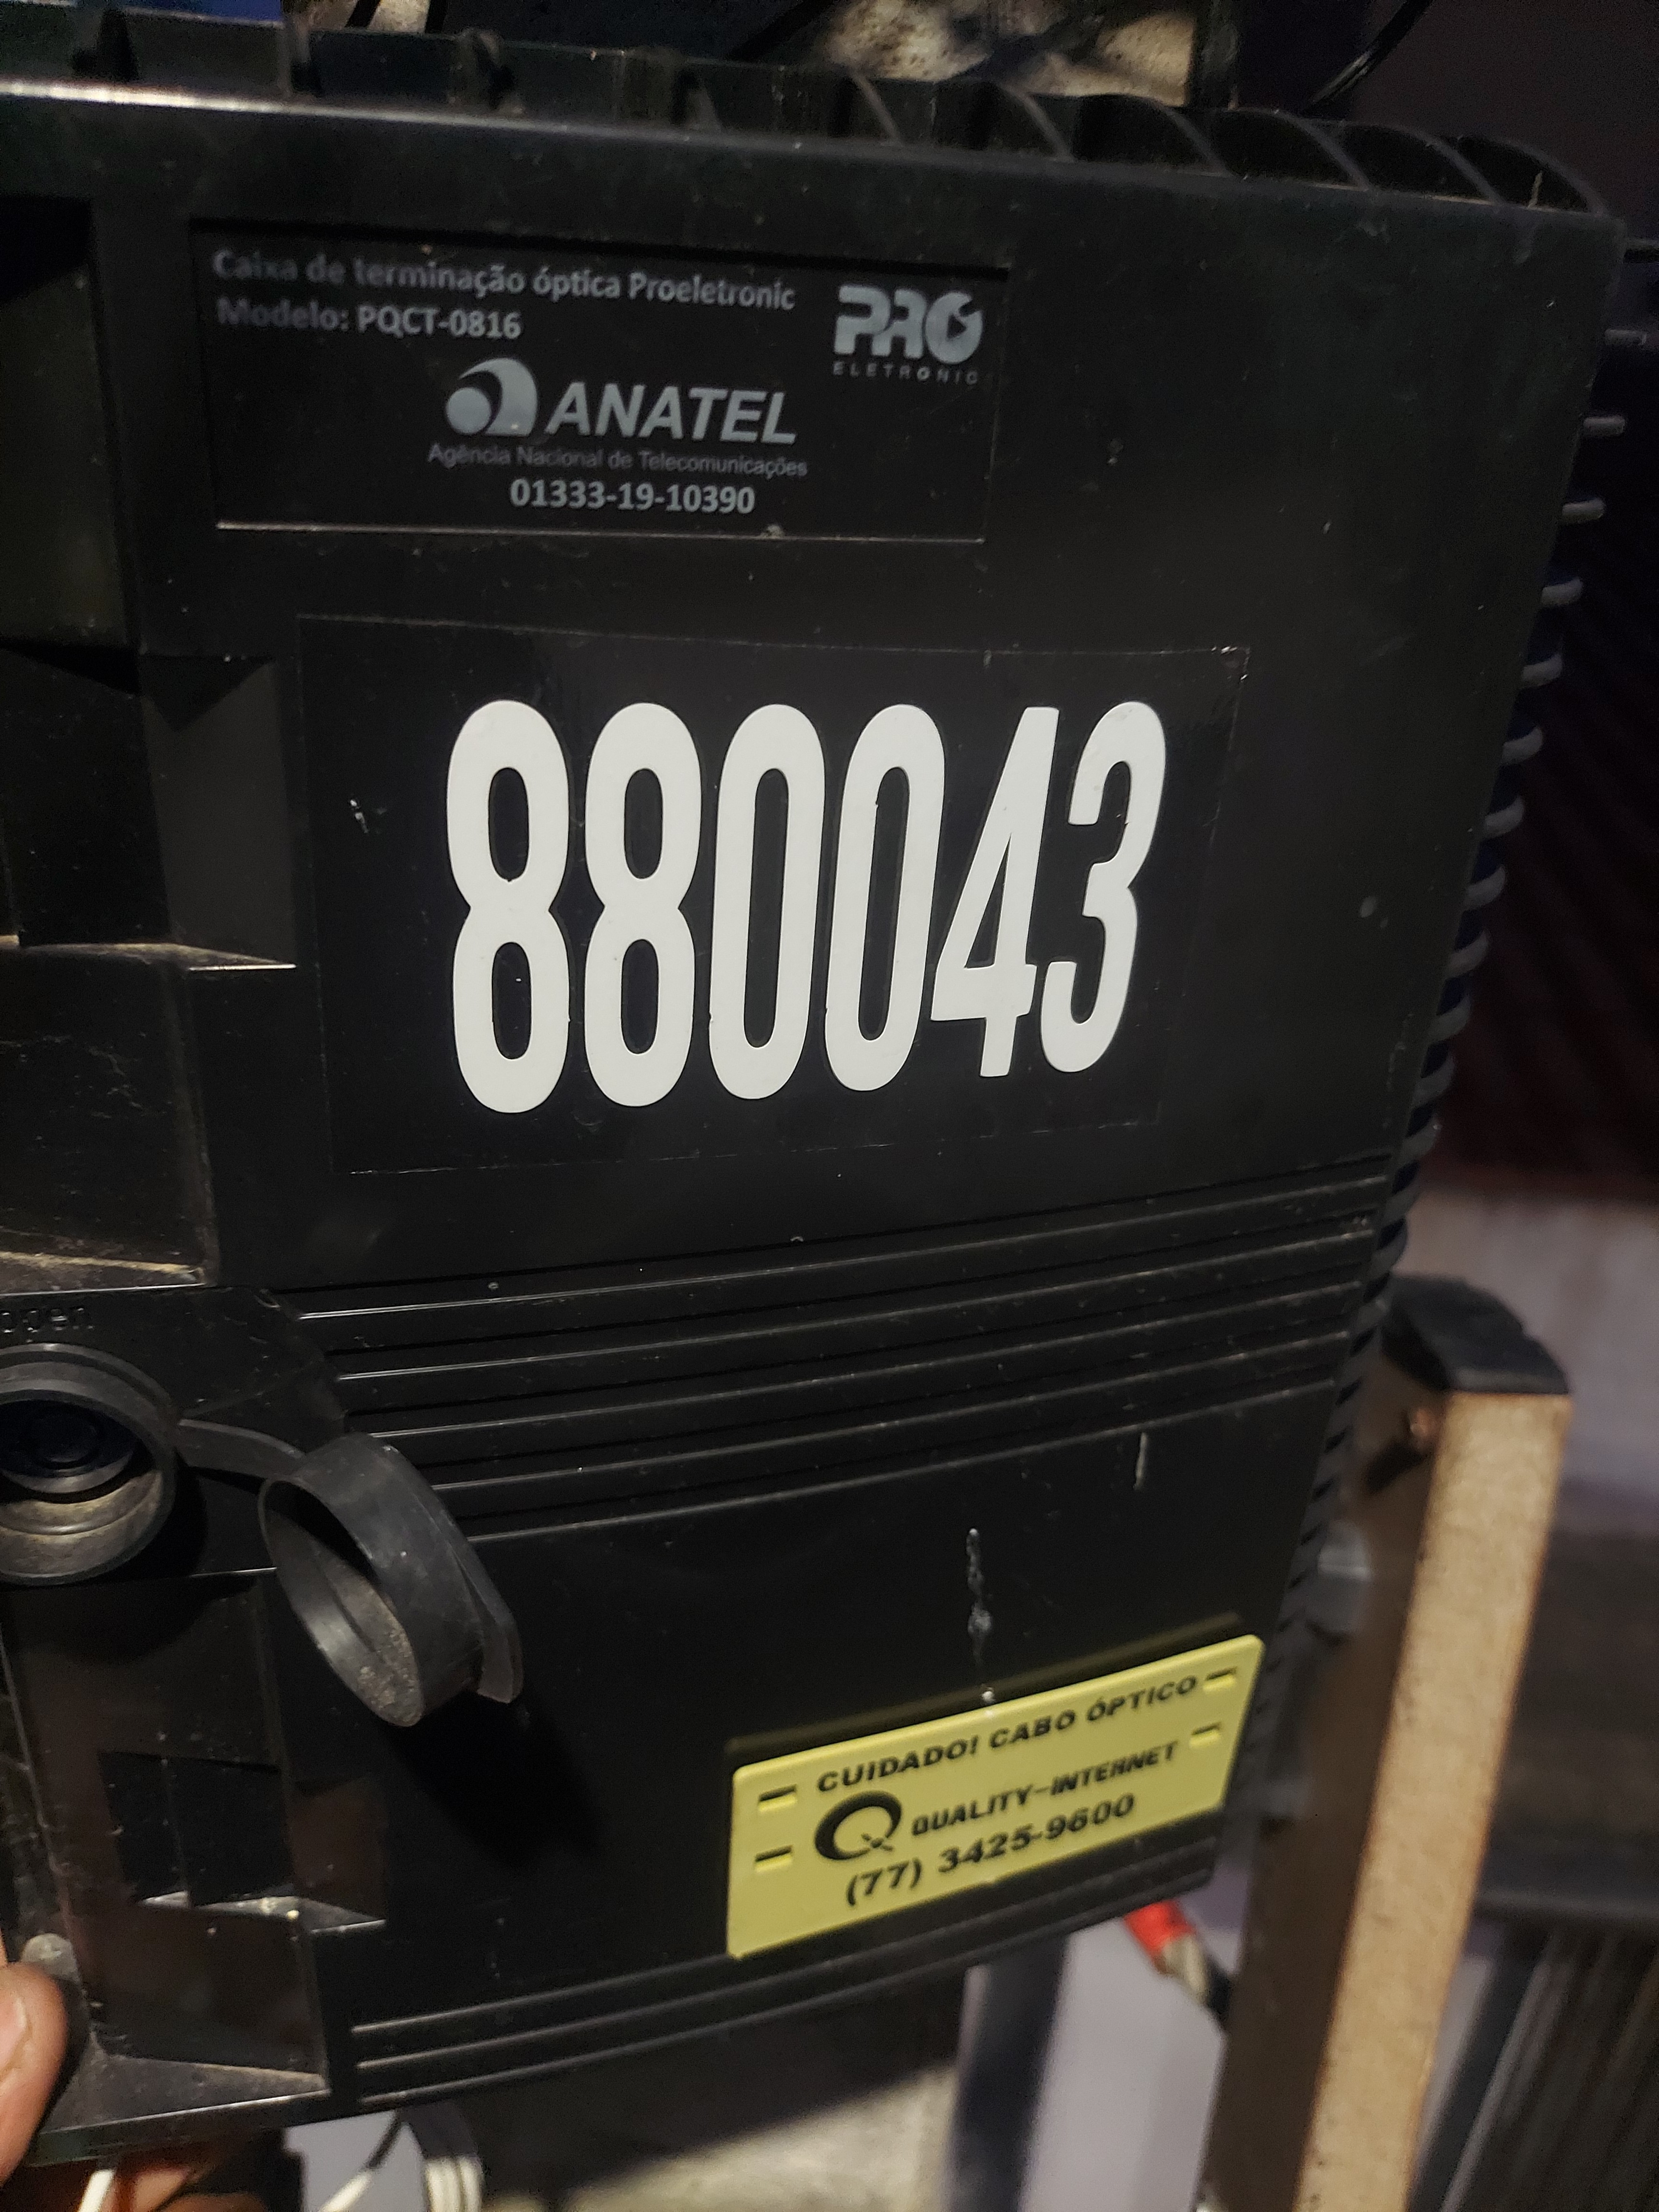 Caixa de terminação óptica Proeletronic
Modelo: PQCT-0816
PRO
ELETRONIC
ANATEL
Agência Nacional de Telecomunicações
01333-19-10390
880043
open
CUIDADO! CABO ÓPTICO
QUALITY-INTERNET
(77) 3425-9600